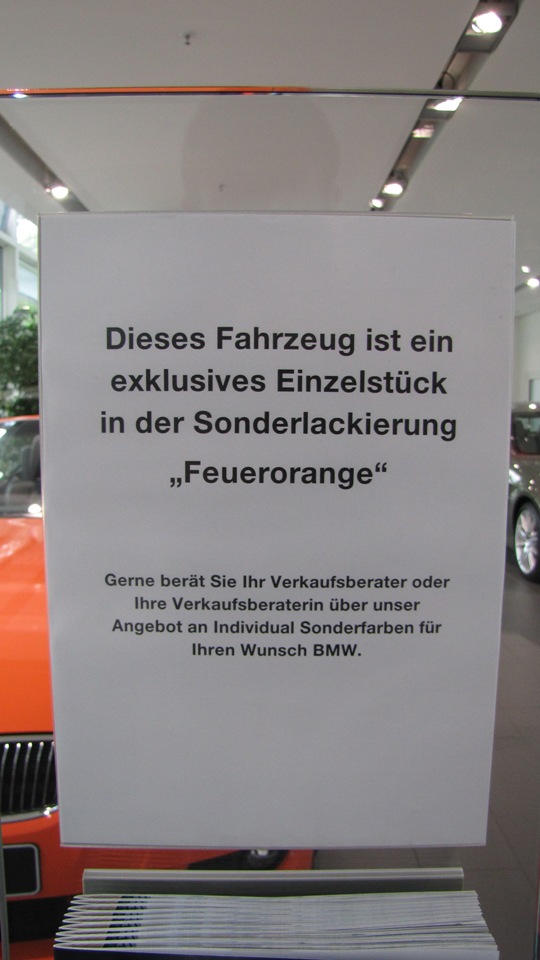 Dieses Fahrzeug ist ein
exklusives Einzelstück
in der Sonderlackierung
„Feuerorange“
Gerne berät Sie Ihr Verkaufsberater oder
Ihre Verkaufsberaterin über unser
Angebot an Individual Sonderfarben für
Ihren Wunsch BMW.